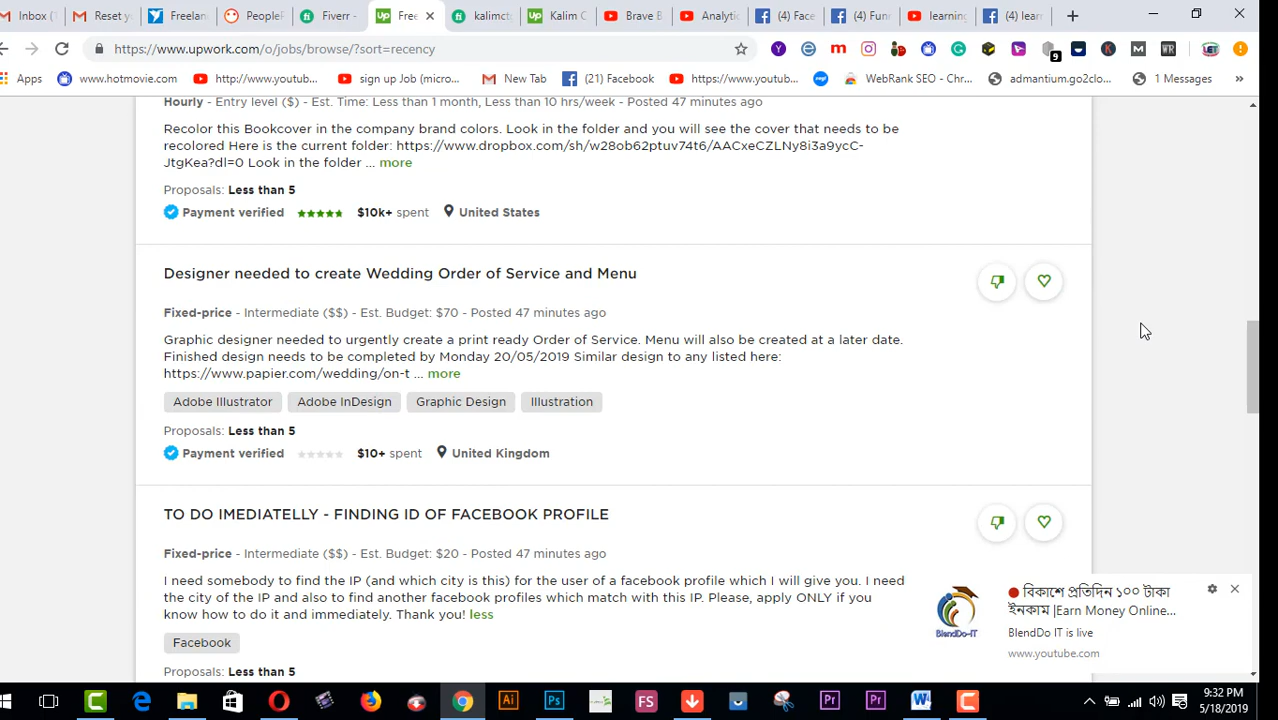 Inbox (
Reset yo
Freelan
PeopleP
Fiverr -
Free
kalimct
Kalim C
Brave B
Analytic
(4) Face
(4) Funn
learning
(4) lear
https://www.upwork.com/o/jobs/browse/?sort=recency
Apps
www.hotmovie.com
http://www.youtub...
sign up Job (micro...
New Tab
(21) Facebook
https://www.youtub...
WebRank SEO - Chr...
admantium.go2clo...
1 Messages
»
Hourly - Entry level ($) - Est. Time: Less than 1 month, Less than 10 hrs/week - Posted 47 minutes ago
Recolor this Bookcover in the company brand colors. Look in the folder and you will see the cover that needs to be
recolored Here is the current folder: https://www.dropbox.com/sh/w28ob62ptuv74t6/AACxeCZLNy8i3a9ycC-
JtgKea?dl=0 Look in the folder ... more
Proposals: Less than 5
Payment verified $10k+ spent United States
Designer needed to create Wedding Order of Service and Menu
Fixed-price - Intermediate ($$) - Est. Budget: $70 - Posted 47 minutes ago
Graphic designer needed to urgently create a print ready Order of Service. Menu will also be created at a later date.
Finished design needs to be completed by Monday 20/05/2019 Similar design to any listed here:
https://www.papier.com/wedding/on-t ... more
Adobe Illustrator
Adobe InDesign
Graphic Design
Illustration
Proposals: Less than 5
Payment verified $10+ spent United Kingdom
TO DO IMEDIATELLY - FINDING ID OF FACEBOOK PROFILE
Fixed-price - Intermediate ($$) - Est. Budget: $20 - Posted 47 minutes ago
I need somebody to find the IP (and which city is this) for the user of a facebook profile which I will give you. I need
the city of the IP and also to find another facebook profiles which match with this IP. Please, apply ONLY if you
know how to do it and immediately. Thank you! less
Facebook
Proposals: Less than 5
BlendDo-IT
বিকাশে প্রতিদিন ১০০ টাকা
ইনকাম |Earn Money Online...
BlendDo IT is live
www.youtube.com
9:32 PM
5/18/2019